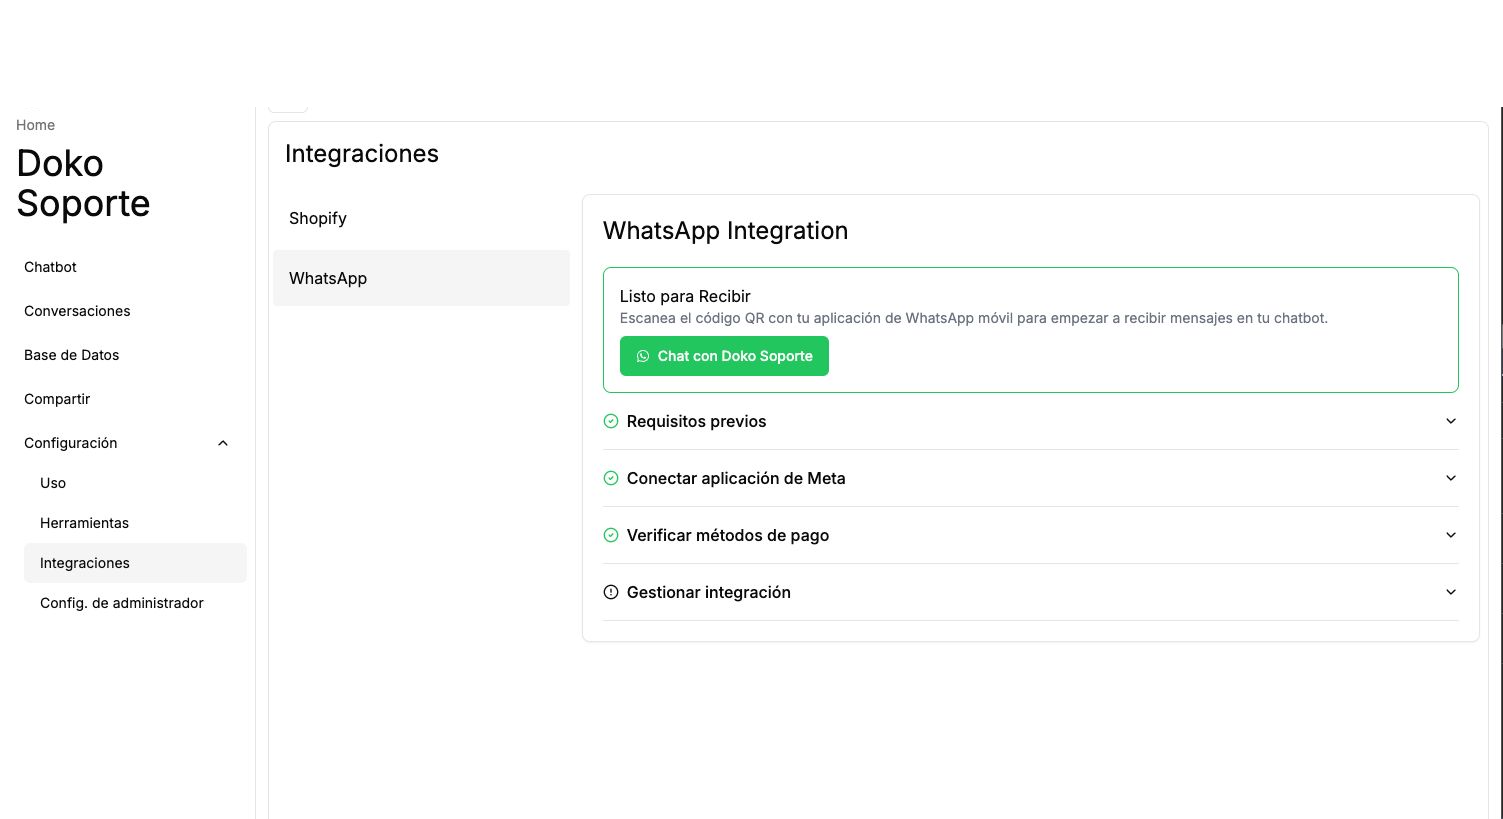 Home
Doko
Soporte
Chatbot
Conversaciones
Base de Datos
Compartir
Configuración
Uso
Herramientas
Integraciones
Config. de administrador
Integraciones
Shopify
WhatsApp
WhatsApp Integration
Listo para Recibir
Escanea el código QR con tu aplicación de WhatsApp móvil para empezar a recibir mensajes en tu chatbot.
Chat con Doko Soporte
Requisitos previos
Conectar aplicación de Meta
Verificar métodos de pago
Gestionar integración